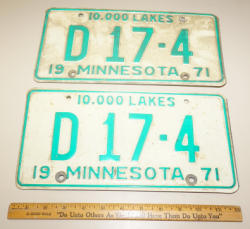 10,000 LAKES
D 17-4
19 MINNESOTA 71
10,000 LAKES
D 17-4
19 MINNESOTA 71
"Do Unto Others As You Would Have Them Do Unto You"